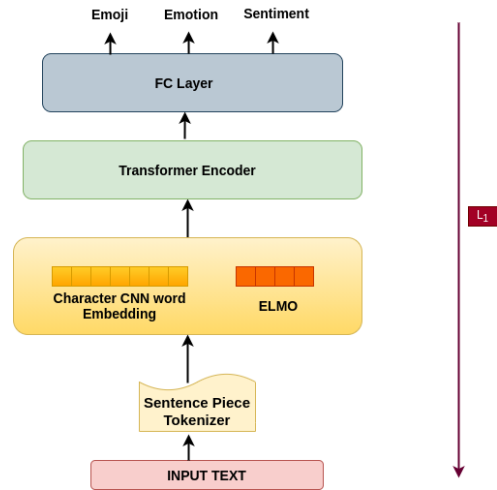 Emoji Emotion Sentiment
FC Layer
Transformer Encoder
L1
Character CNN word
Embedding
ELMO
Sentence Piece
Tokenizer
INPUT TEXT